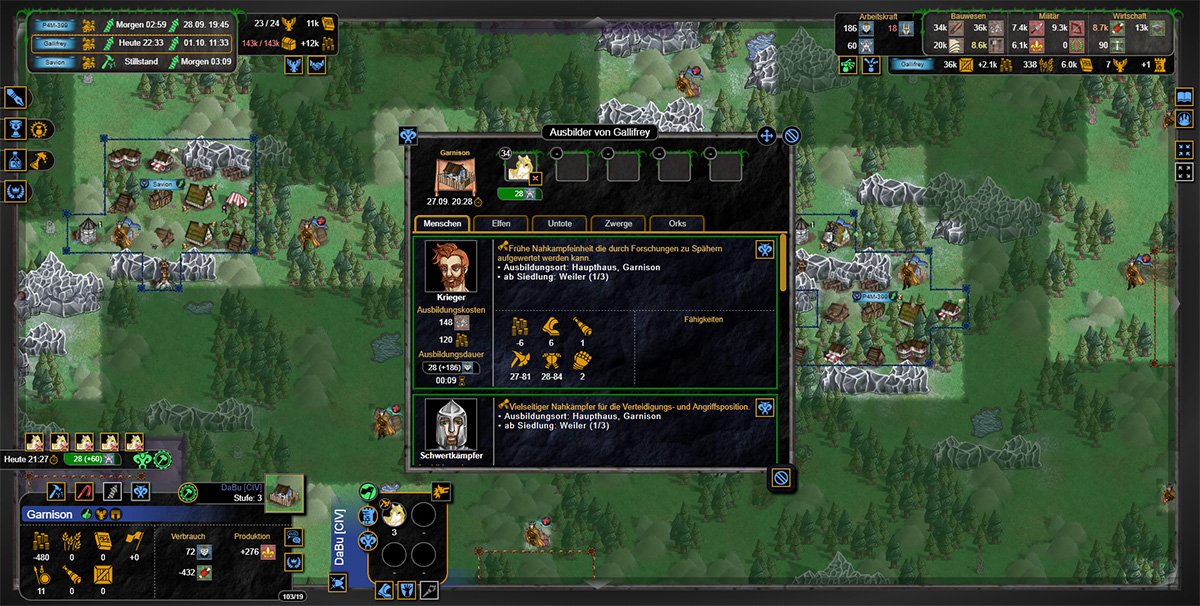 P4M-399 Morgen 02:59 28.09. 19:45
Gallifrey Heute 22:33 01.10. 11:33
Savion Stillstand Morgen 03:09
23 / 24 11k
143k / 143k +12k
Arbeitskraft
186 18
60
Bauwesen Militär Wirtschaft
34k 36k 7.4k 9.3k 8.7k 13k
20k 8.6k 6.1k 0 90
Gallifrey 36k +2.1k 338 6.0k 7 +1
Savion
P4M-399
Ausbilder von Gallifrey
Garnison
27.09. 20:28
34
28
Menschen Elfen Untote Zwerge Orks
Krieger
Frühe Nahkampfeinheit die durch Forschungen zu Spähern
aufgewertet werden kann.
• Ausbildungsort: Haupthaus, Garnison
• ab Siedlung: Weiler (1/3)
Ausbildungskosten
148
120
Ausbildungsdauer
28 (+186)
00:09
-6 6 1
27-81 28-84 2
Fähigkeiten
Schwertkämpfer
Vielseitiger Nahkämpfer für die Verteidigungs- und Angriffsposition.
• Ausbildungsort: Haupthaus, Garnison
• ab Siedlung: Weiler (1/3)
Heute 21:27 28 (+60)
DaBu [CIV]
Stufe: 3
Garnison
-480 0 0 +0
11 0 0
Verbrauch
72
-432
Produktion
+276
103/19
DaBu [CIV]
3 -
- -